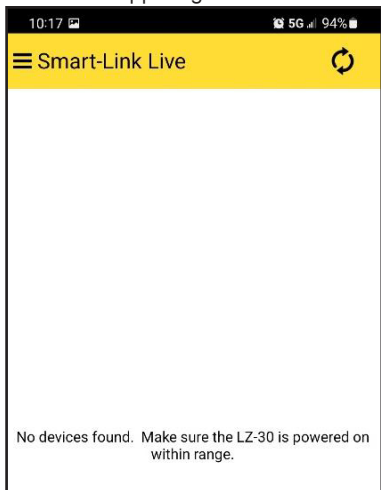 10:17 5G 94%
Smart-Link Live
No devices found. Make sure the LZ-30 is powered on
within range.